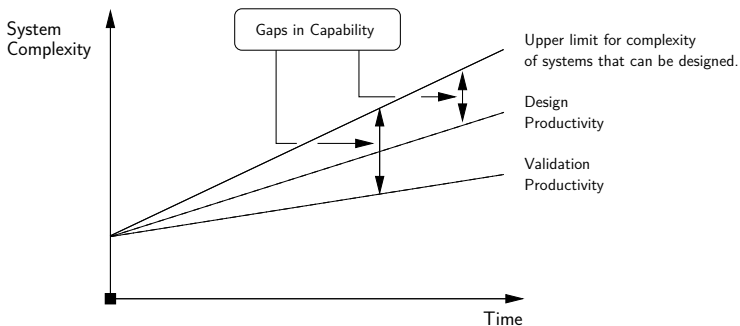 System
Complexity
Gaps in Capability
Upper limit for complexity
of systems that can be designed.
Design
Productivity
Validation
Productivity
Time